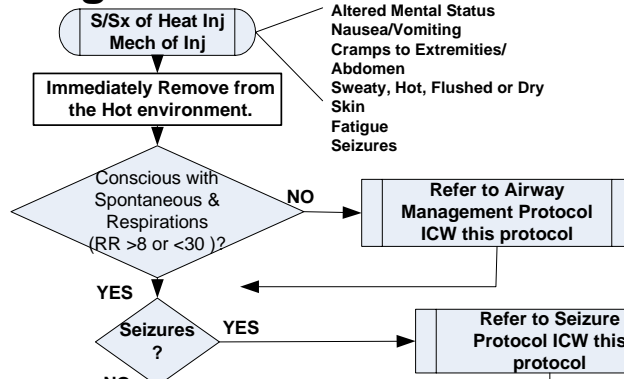 S/Sx of Heat Inj
Mech of Inj
Altered Mental Status
Nausea/Vomiting
Cramps to Extremities/
Abdomen
Sweaty, Hot, Flushed or Dry
Skin
Fatigue
Seizures
Immediately Remove from
the Hot environment.
Conscious with
Spontaneous &
Respirations
(RR >8 or <30 )?
NO
Refer to Airway
Management Protocol
ICW this protocol
YES
Seizures
?
YES
Refer to Seizure
Protocol ICW this
protocol
NO